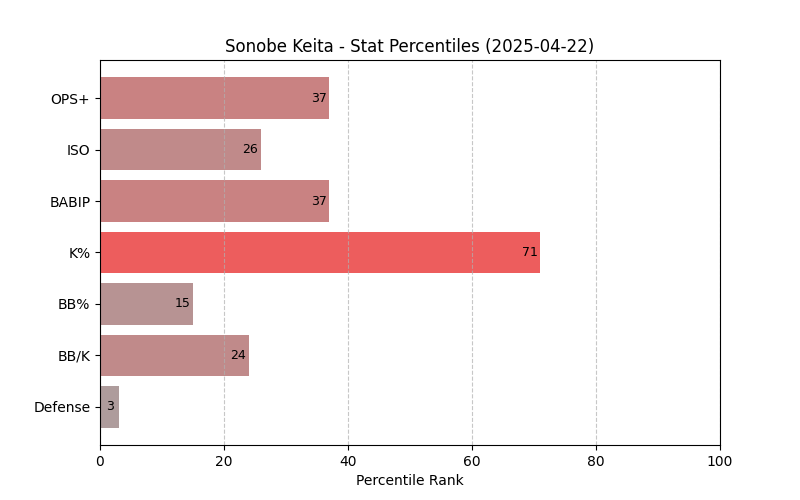 Sonobe Keita - Stat Percentiles (2025-04-22)
OPS+ 37
ISO 26
BABIP 37
K% 71
BB% 15
BB/K 24
Defense 3
0 20 40 60 80 100
Percentile Rank